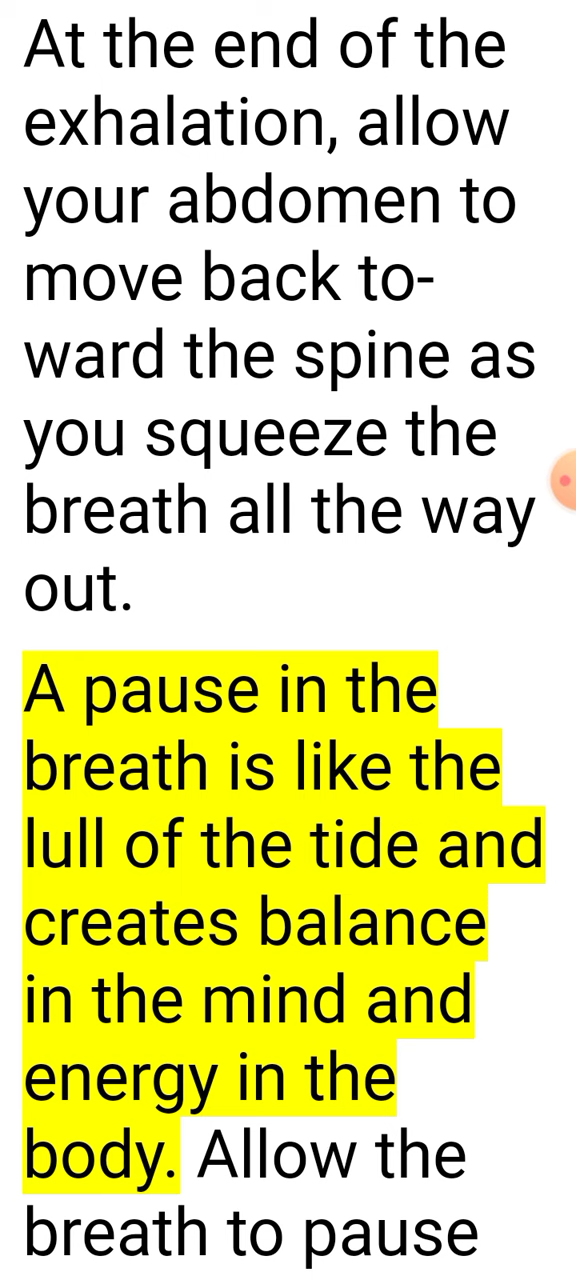 At the end of the
exhalation, allow
your abdomen to
move back to-
ward the spine as
you squeeze the
breath all the way
out.
A pause in the
breath is like the
lull of the tide and
creates balance
in the mind and
energy in the
body. Allow the
breath to pause